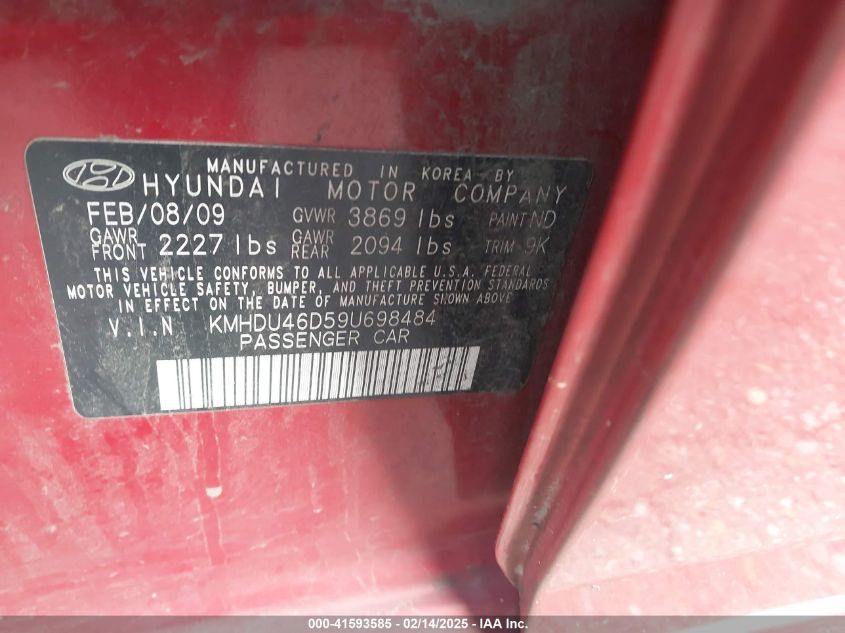 MANUFACTURED IN KOREA BY
HYUNDAI MOTOR COMPANY
FEB/08/09 GVWR 3869 lbs PAINT ND
GAWR FRONT 2227 lbs GAWR REAR 2094 lbs TRIM 9K
THIS VEHICLE CONFORMS TO ALL APPLICABLE U.S.A. FEDERAL
MOTOR VEHICLE SAFETY, BUMPER, AND THEFT PREVENTION STANDARDS
IN EFFECT ON THE DATE OF MANUFACTURE SHOWN ABOVE
V.I.N KMHDU46D59U698484
PASSENGER CAR
000-41593585 - 02/14/2025 - IAA Inc.